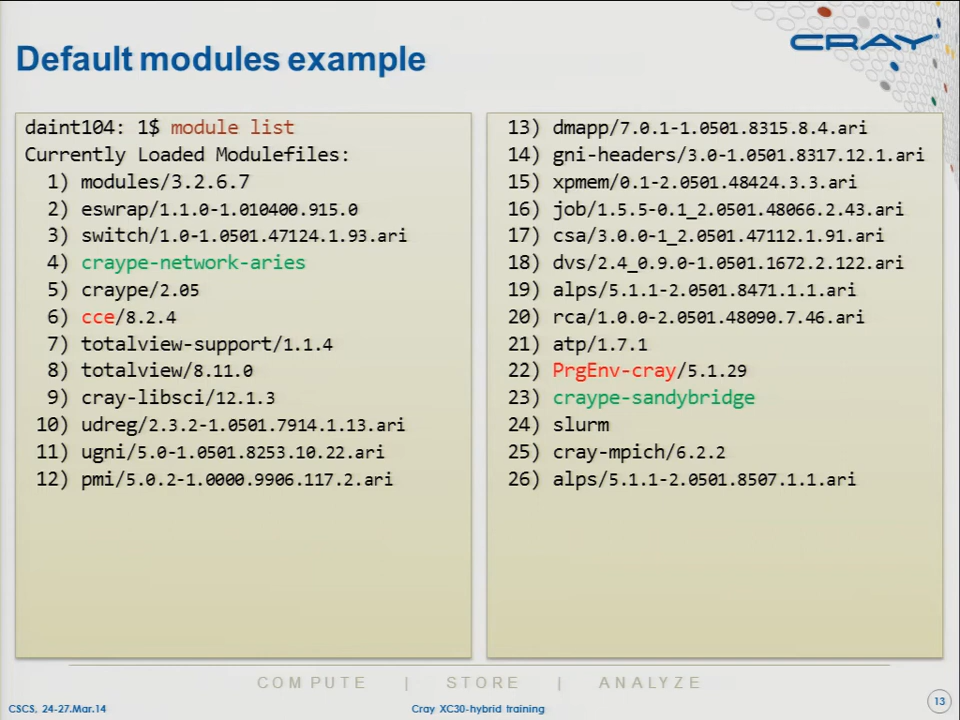 CRAY
Default modules example
daint104: 1$ module list
Currently Loaded Modulefiles:
1) modules/3.2.6.7
2) eswrap/1.1.0-1.010400.915.0
3) switch/1.0-1.0501.47124.1.93.ari
4) craype-network-aries
5) craype/2.05
6) cce/8.2.4
7) totalview-support/1.1.4
8) totalview/8.11.0
9) cray-libsci/12.1.3
10) udreg/2.3.2-1.0501.7914.1.13.ari
11) ugni/5.0-1.0501.8253.10.22.ari
12) pmi/5.0.2-1.0000.9906.117.2.ari
13) dmapp/7.0.1-1.0501.8315.8.4.ari
14) gni-headers/3.0-1.0501.8317.12.1.ari
15) xpmem/0.1-2.0501.48424.3.3.ari
16) job/1.5.5-0.1_2.0501.48066.2.43.ari
17) csa/3.0.0-1_2.0501.47112.1.91.ari
18) dvs/2.4_0.9.0-1.0501.1672.2.122.ari
19) alps/5.1.1-2.0501.8471.1.1.ari
20) rca/1.0.0-2.0501.48090.7.46.ari
21) atp/1.7.1
22) PrgEnv-cray/5.1.29
23) craype-sandybridge
24) slurm
25) cray-mpich/6.2.2
26) alps/5.1.1-2.0501.8507.1.1.ari
COMPUTE | STORE | ANALYZE
CSCS, 24-27.Mar.14
Cray XC30-hybrid training
13